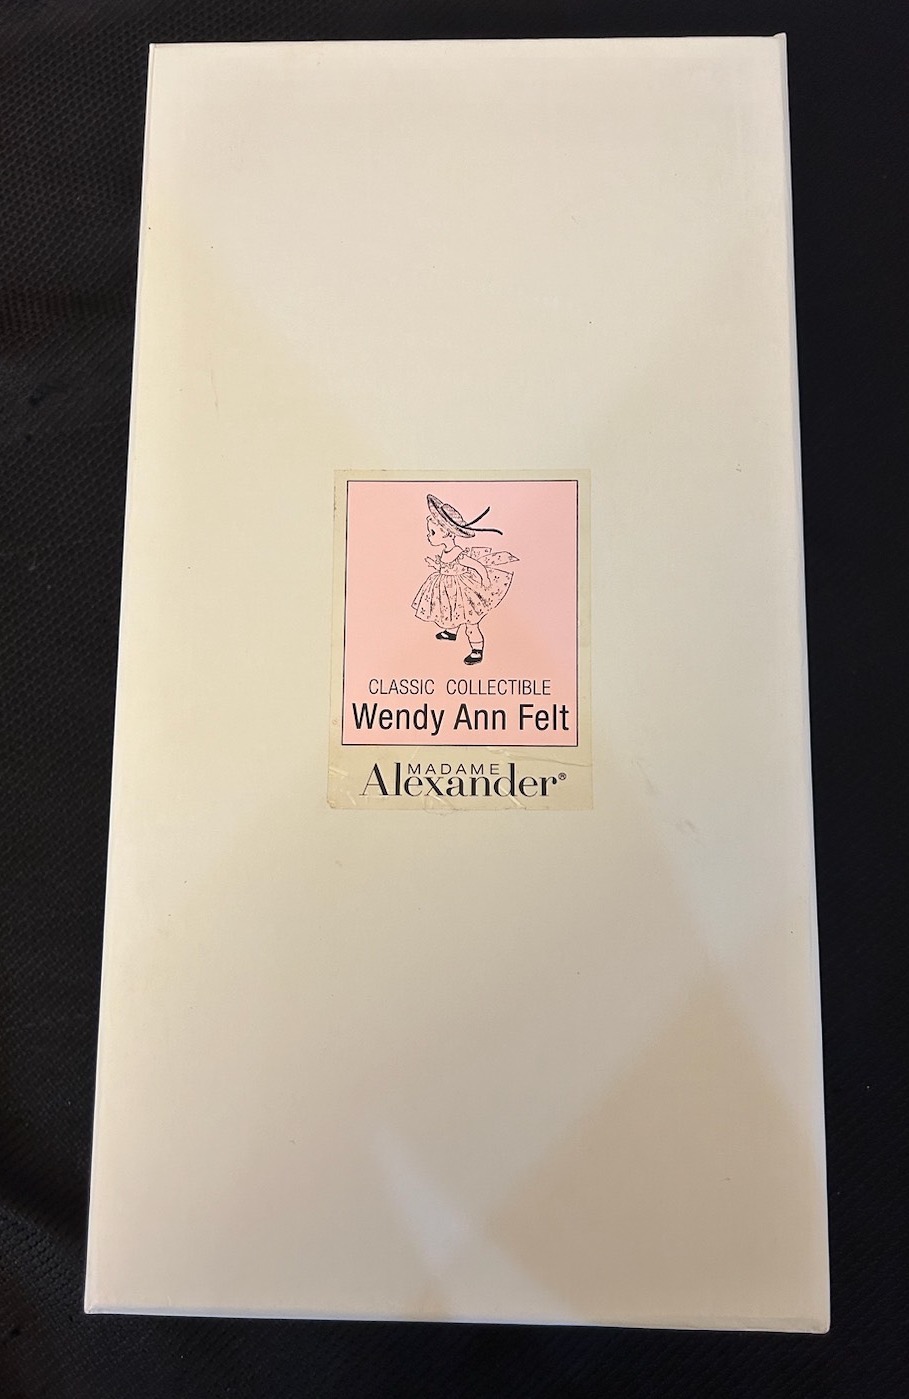 CLASSIC COLLECTIBLE
Wendy Ann Felt
MADAME
Alexander®